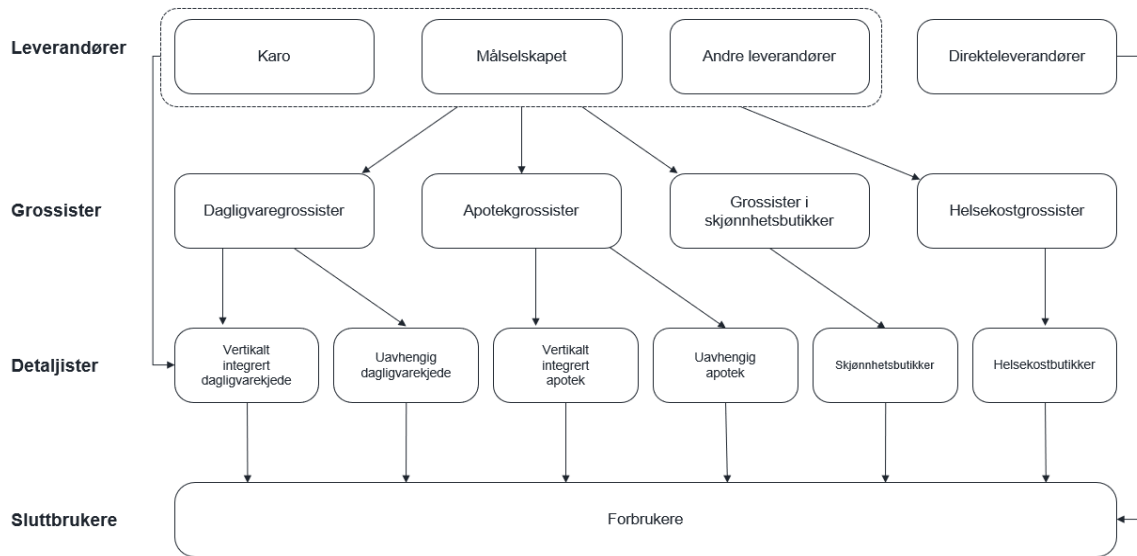 Leverandører
Karo
Målselskapet
Andre leverandører
Direkteleverandører
Grossister
Dagligvaregrossister
Apotekgrossister
Grossister i
skjønnhetsbutikker
Helsekostgrossister
Detaljister
Vertikalt
integrert
dagligvarekjede
Uavhengig
dagligvarekjede
Vertikalt
integrert
apotek
Uavhengig
apotek
Skjønnhetsbutikker
Helsekostbutikker
Sluttbrukere
Forbrukere